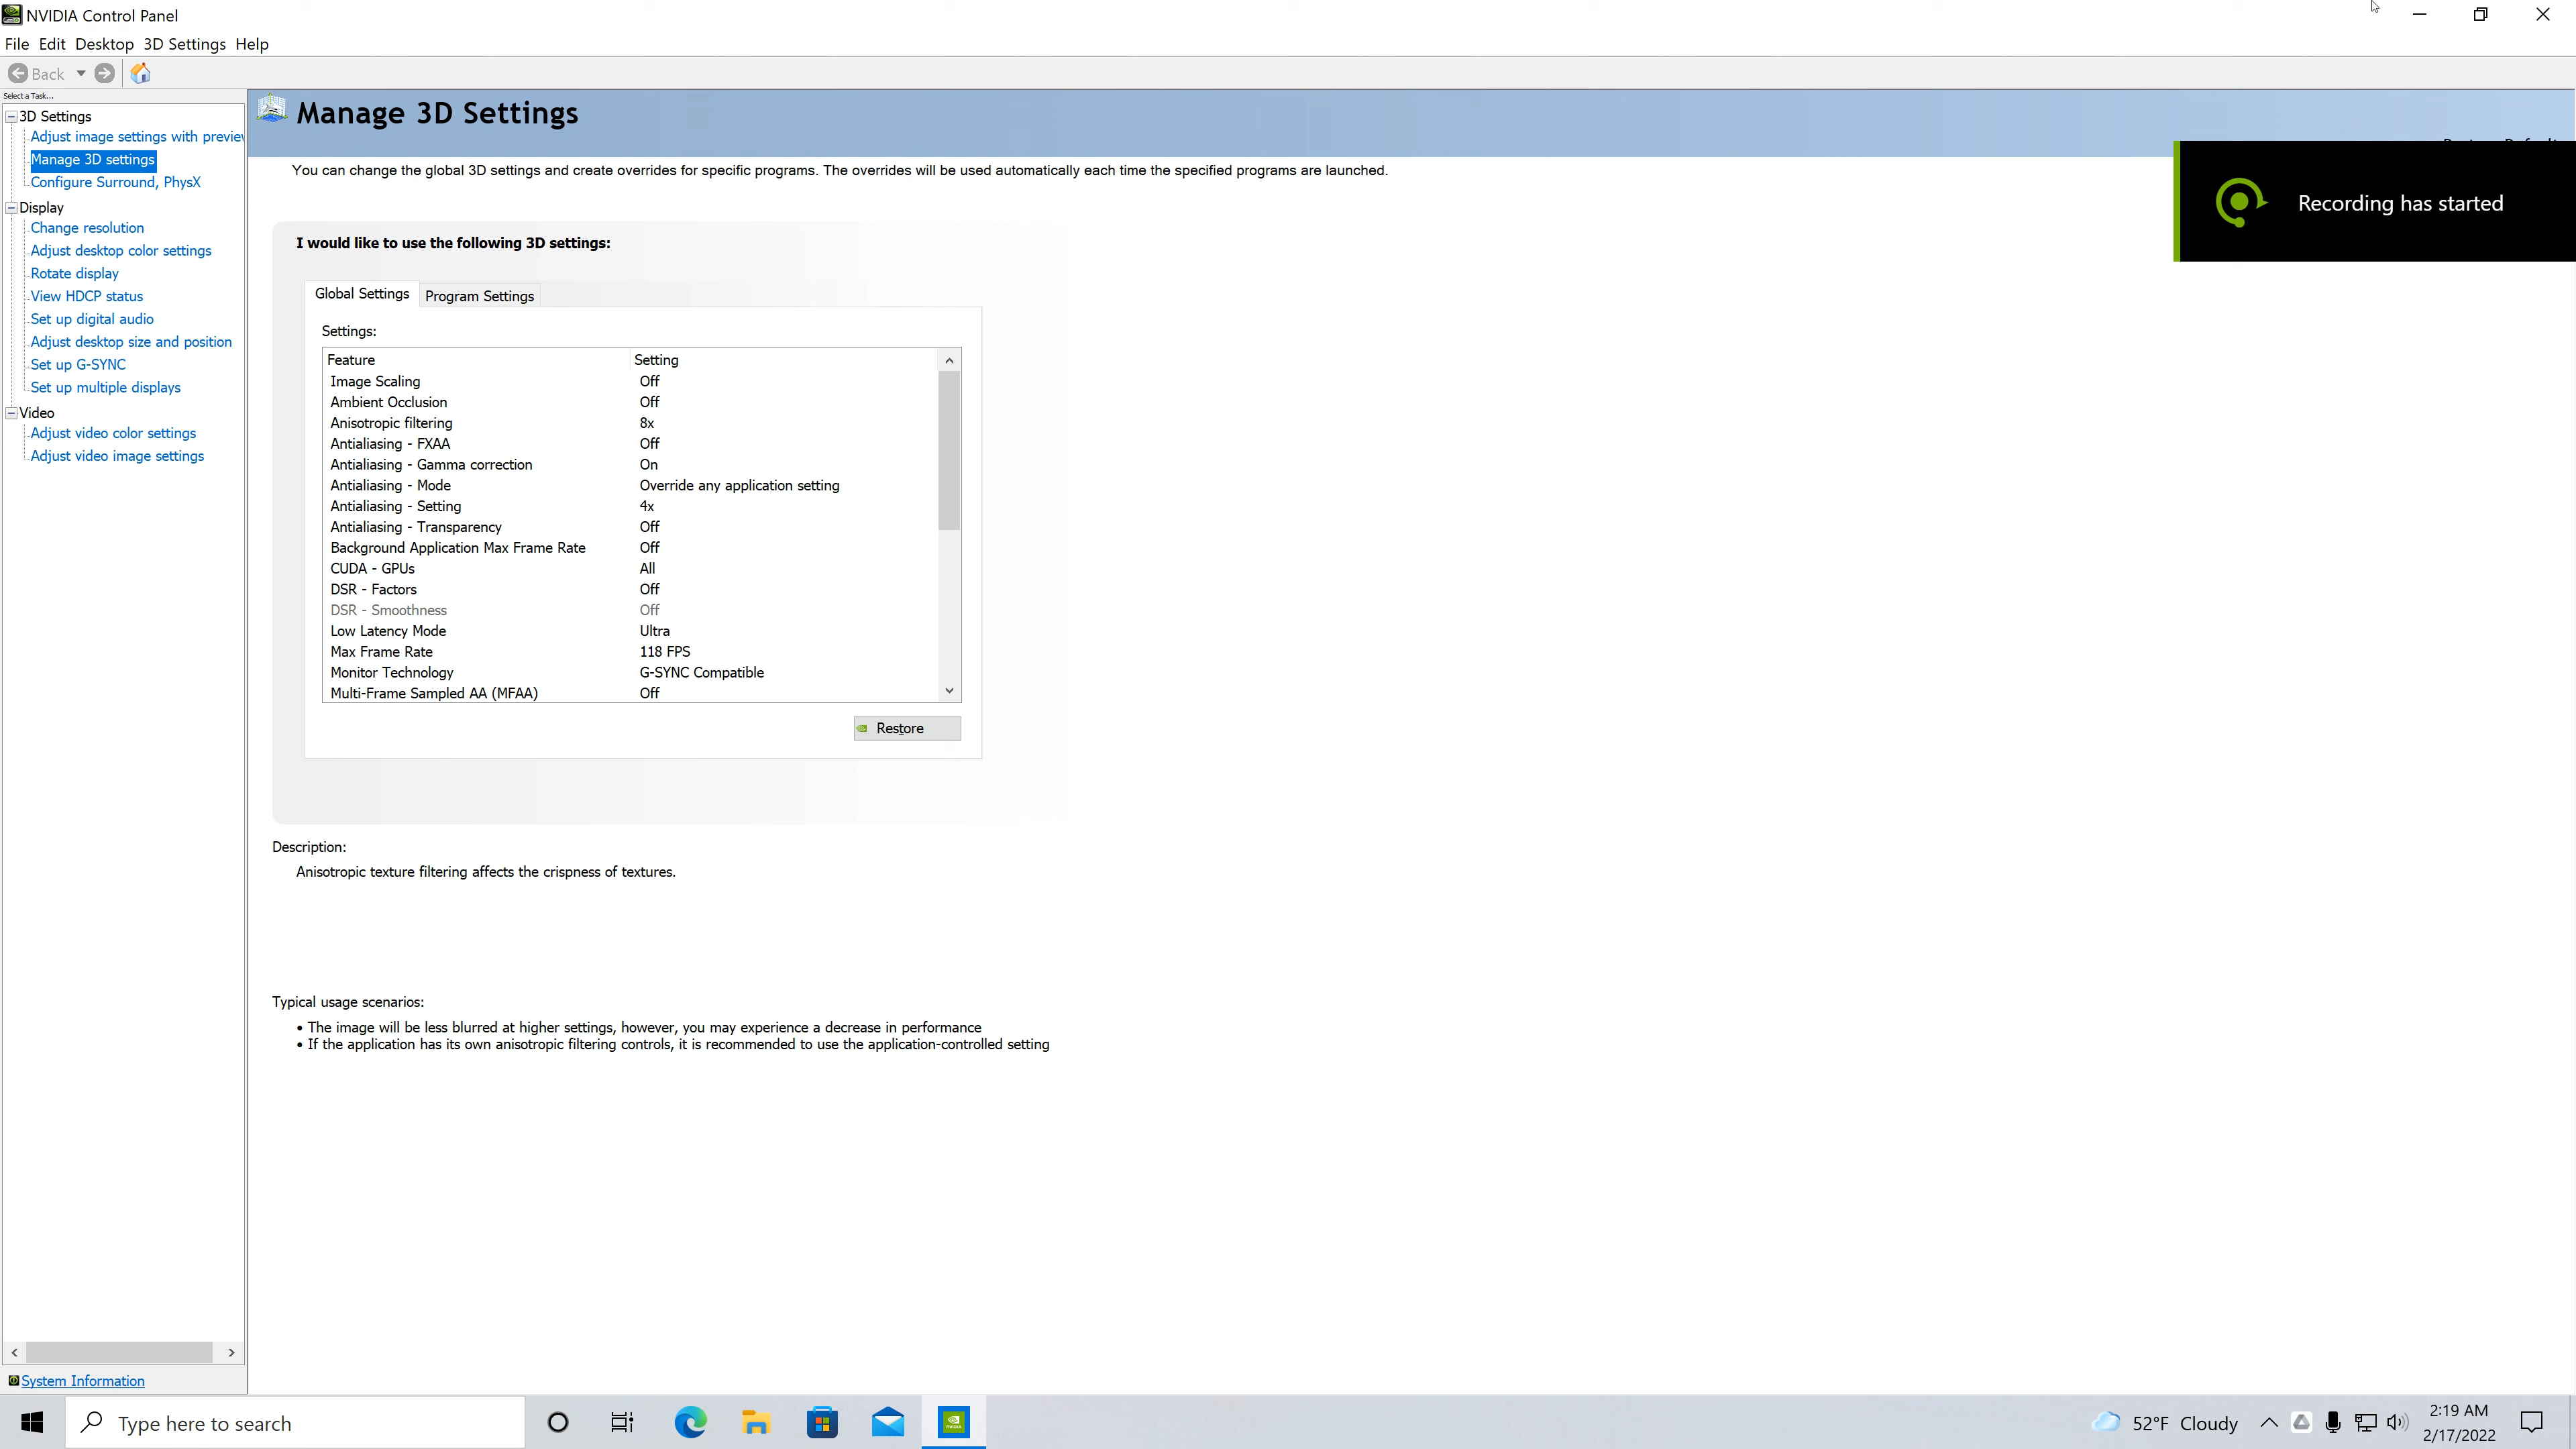 NVIDIA Control Panel
File Edit Desktop 3D Settings Help
Back
Select a Task...
3D Settings
Adjust image settings with preview
Manage 3D settings
Configure Surround, PhysX
Display
Change resolution
Adjust desktop color settings
Rotate display
View HDCP status
Set up digital audio
Adjust desktop size and position
Set up G-SYNC
Set up multiple displays
Video
Adjust video color settings
Adjust video image settings
System Information
Manage 3D Settings
Recording has started
You can change the global 3D settings and create overrides for specific programs. The overrides will be used automatically each time the specified programs are launched.
I would like to use the following 3D settings:
Global Settings Program Settings
Settings:
Feature Setting
Image Scaling Off
Ambient Occlusion Off
Anisotropic filtering 8x
Antialiasing - FXAA Off
Antialiasing - Gamma correction On
Antialiasing - Mode Override any application setting
Antialiasing - Setting 4x
Antialiasing - Transparency Off
Background Application Max Frame Rate Off
CUDA - GPUs All
DSR - Factors Off
DSR - Smoothness Off
Low Latency Mode Ultra
Max Frame Rate 118 FPS
Monitor Technology G-SYNC Compatible
Multi-Frame Sampled AA (MFAA) Off
Restore
Description:
Anisotropic texture filtering affects the crispness of textures.
Typical usage scenarios:
• The image will be less blurred at higher settings, however, you may experience a decrease in performance
• If the application has its own anisotropic filtering controls, it is recommended to use the application-controlled setting
Type here to search
52°F Cloudy
2:19 AM
2/17/2022